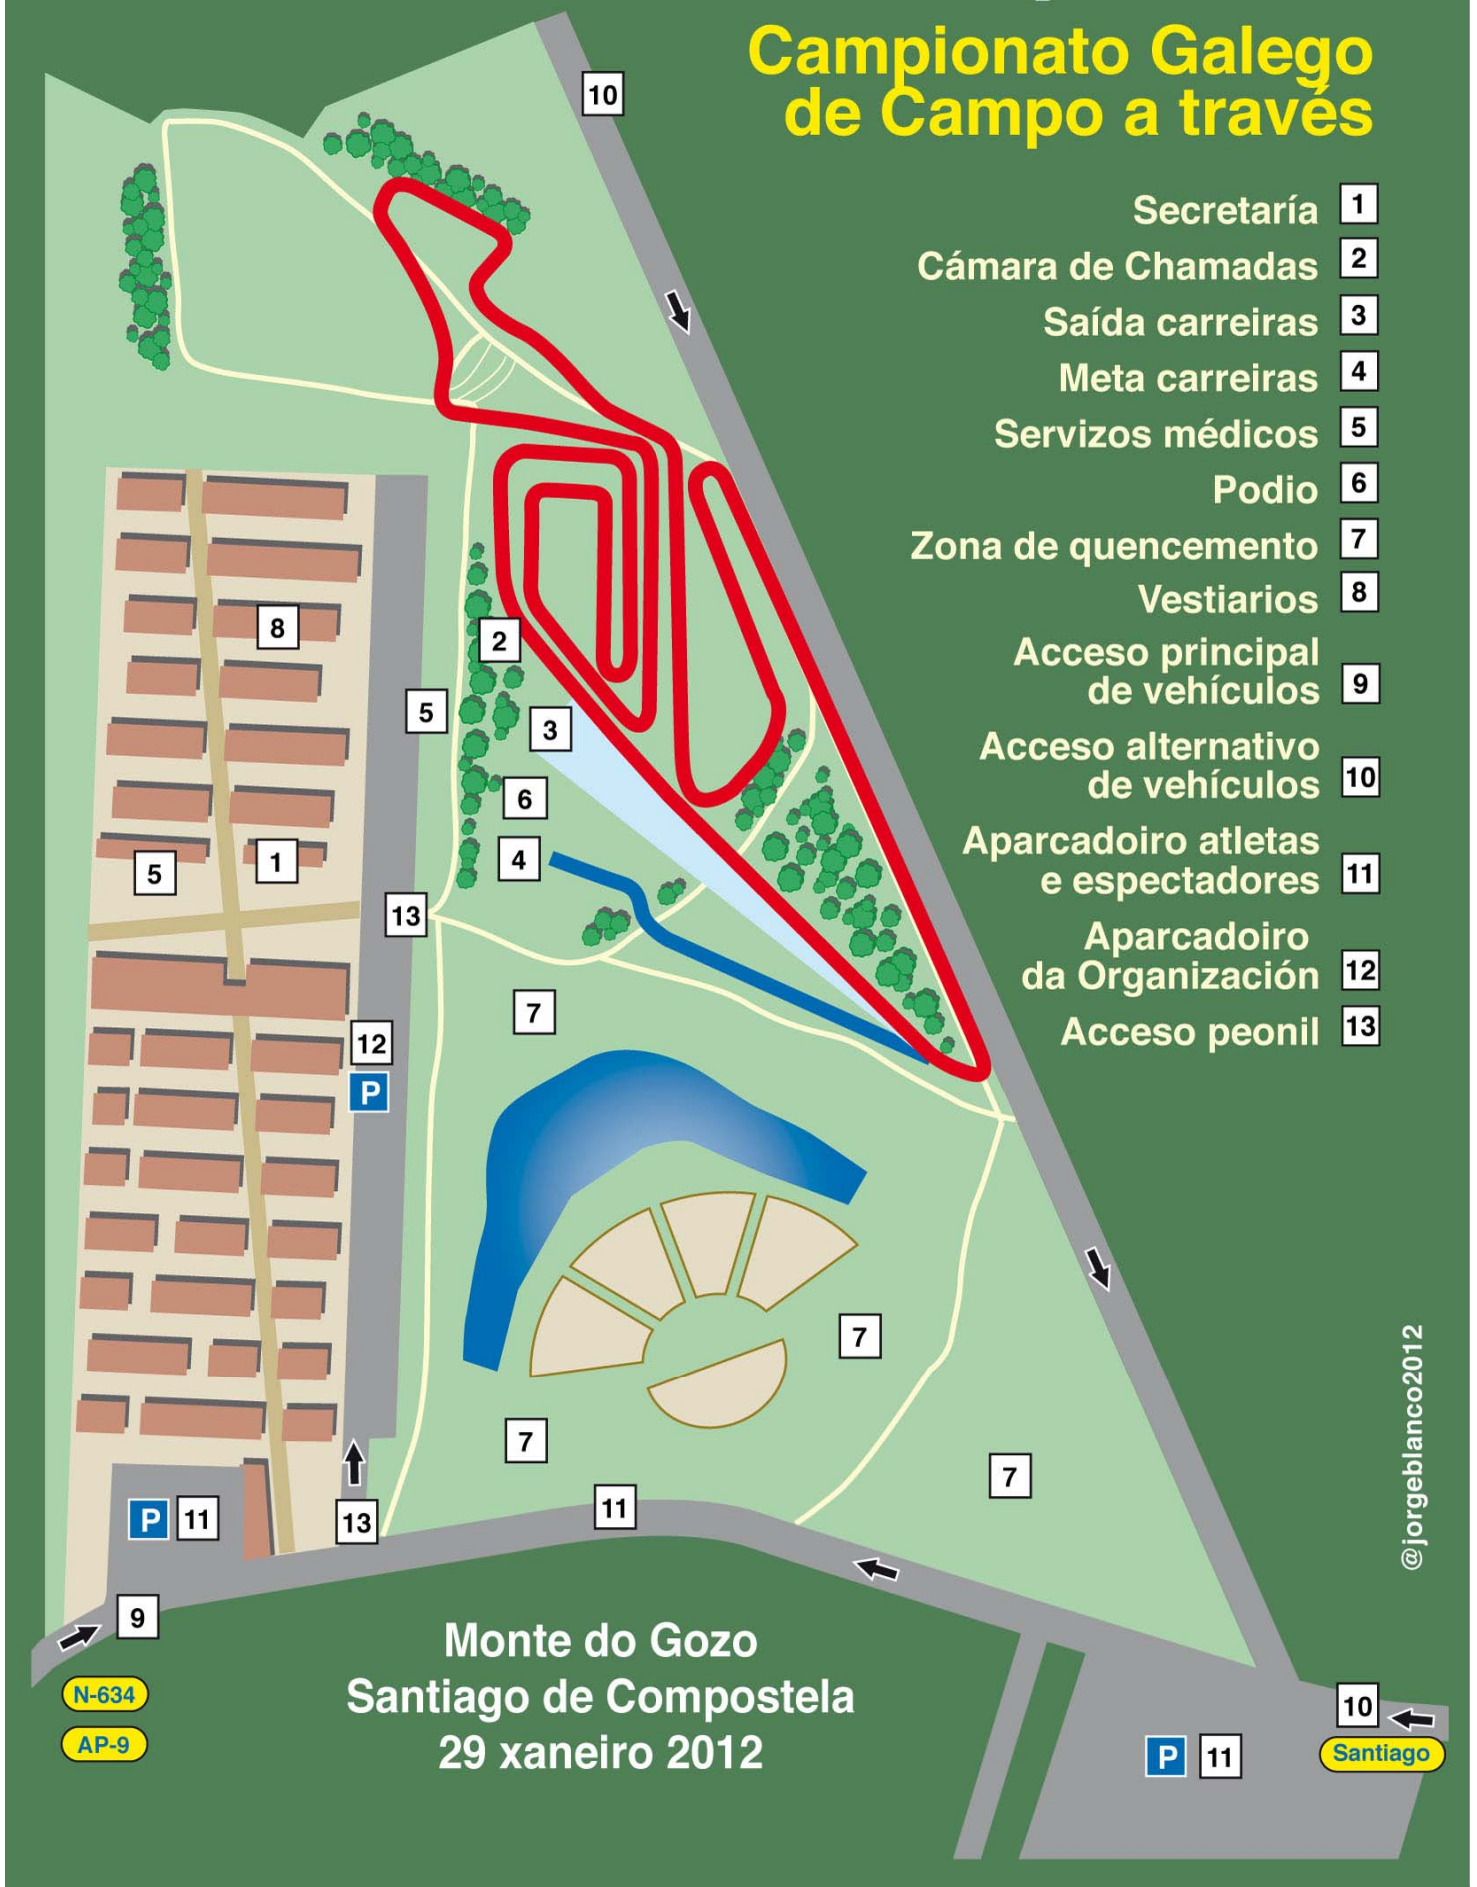 Campionato Galego
de Campo a través
Secretaría 1
Cámara de Chamadas 2
Saída carreiras 3
Meta carreiras 4
Servizos médicos 5
Podio 6
Zona de quencemento 7
Vestiarios 8
Acceso principal
de vehículos 9
Acceso alternativo
de vehículos 10
Aparcadoiro atletas
e espectadores 11
Aparcadoiro
da Organización 12
Acceso peonil 13
10
8
2
5
3
6
4
1
5
13
7
12
P
7
7
7
11
P 11
13
9
N-634
AP-9
Monte do Gozo
Santiago de Compostela
29 xaneiro 2012
10
P 11
Santiago
@jorgeblanco2012